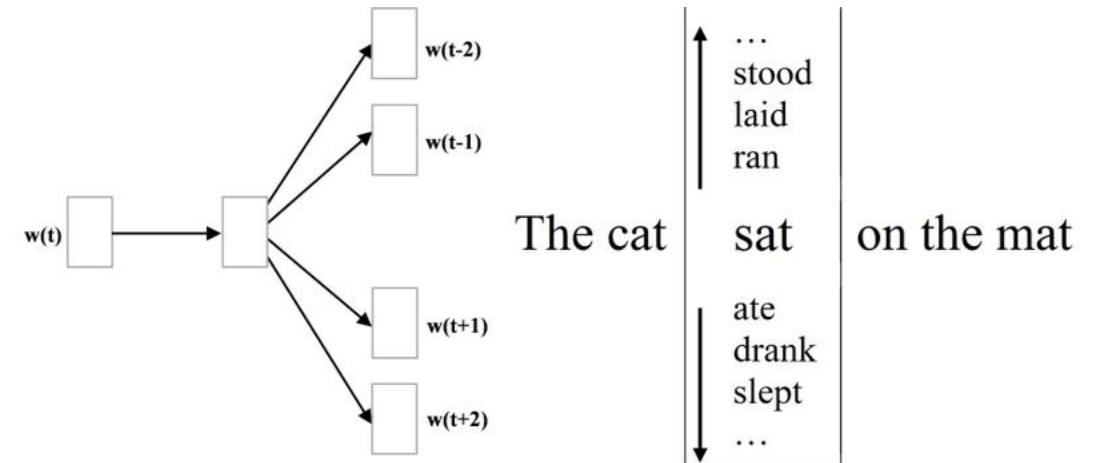 w(t-2)
w(t-1)
w(t)
w(t+1)
w(t+2)
…
stood
laid
ran
The cat sat on the mat
ate
drank
slept
…